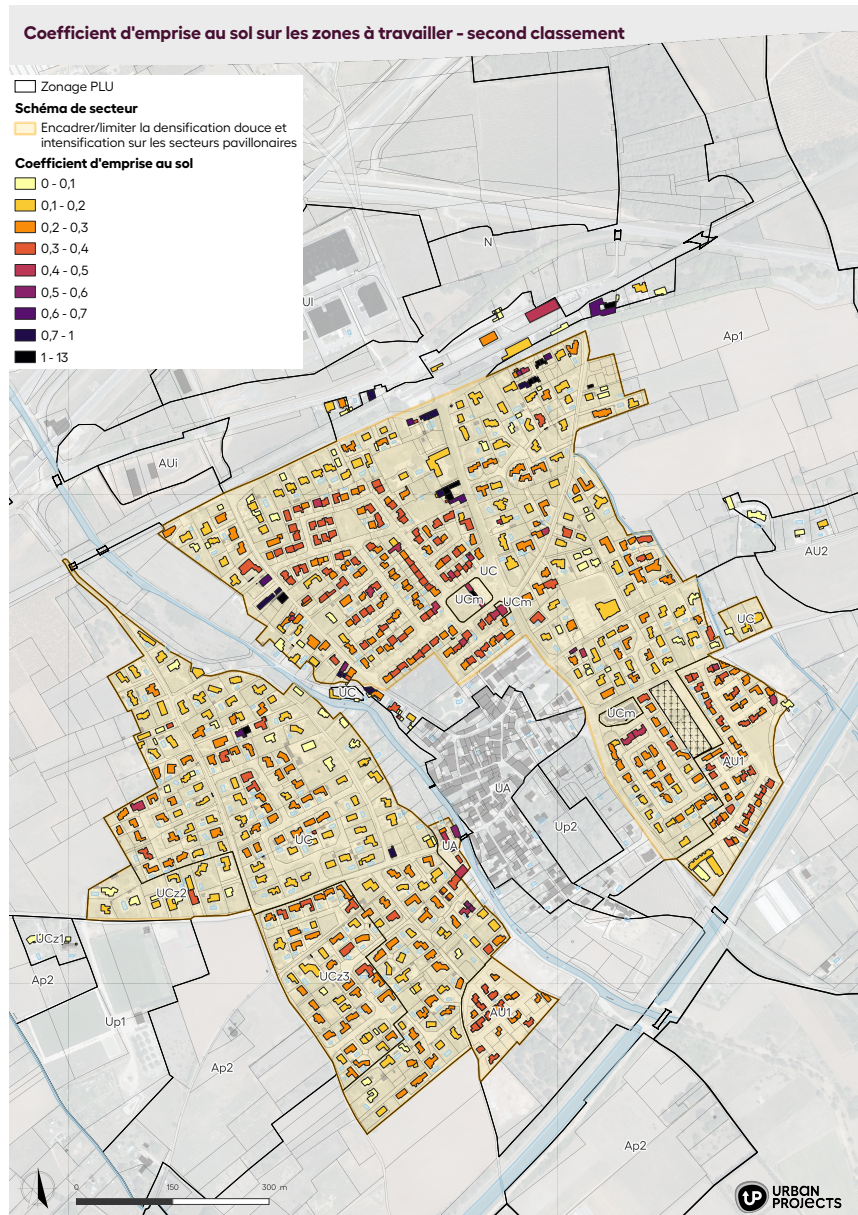 Coefficient d'emprise au sol sur les zones à travailler - second classement
Zonage PLU
Schéma de secteur
Encadrer/limiter la densification douce et
intensification sur les secteurs pavillonaires
Coefficient d'emprise au sol
0 - 0,1
0,1 - 0,2
0,2 - 0,3
0,3 - 0,4
0,4 - 0,5
0,5 - 0,6
0,6 - 0,7
0,7 - 1
1 - 13
N
UI
Ap1
AUi
AU2
UC
UCm
UCm
UC
UC
UCm
AU1
UA
Up2
UC
UA
UCz2
UCz1
Ap2
UCz3
Up1
AU1
Ap2
Ap2
0 150 300 m
UP
URBAN
PROJECTS